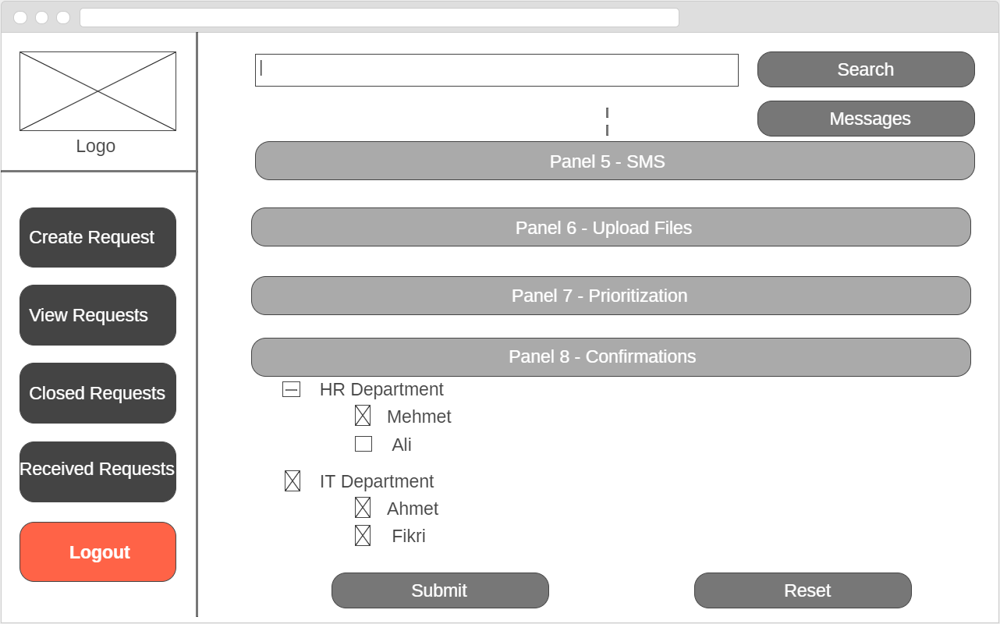 Logo
Create Request
View Requests
Closed Requests
Received Requests
Logout
Search
Messages
Panel 5 - SMS
Panel 6 - Upload Files
Panel 7 - Prioritization
Panel 8 - Confirmations
HR Department
Mehmet
Ali
IT Department
Ahmet
Fikri
Submit
Reset